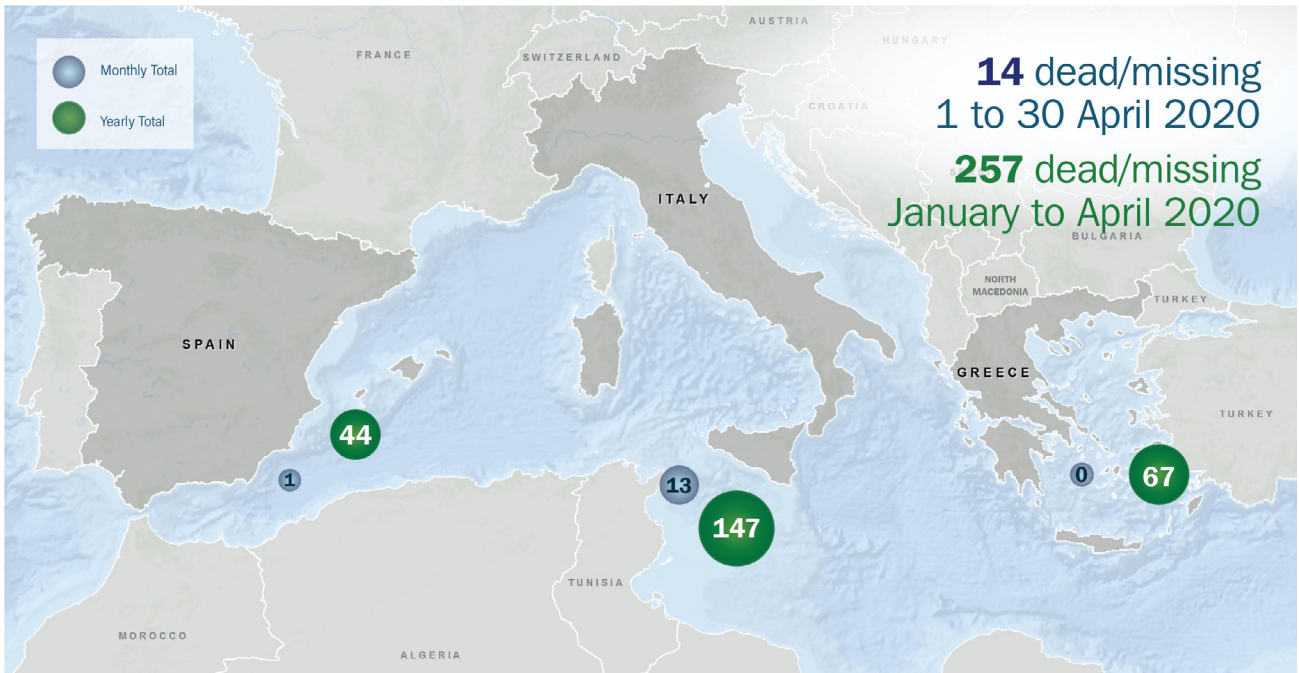 Monthly Total
Yearly Total
14 dead/missing
1 to 30 April 2020
257 dead/missing
January to April 2020
AUSTRIA
HUNGARY
FRANCE
SWITZERLAND
CROATIA
ITALY
BULGARIA
NORTH
MACEDONIA
TURKEY
SPAIN
GREECE
TURKEY
44
1
13
147
0
67
TUNISIA
MOROCCO
ALGERIA